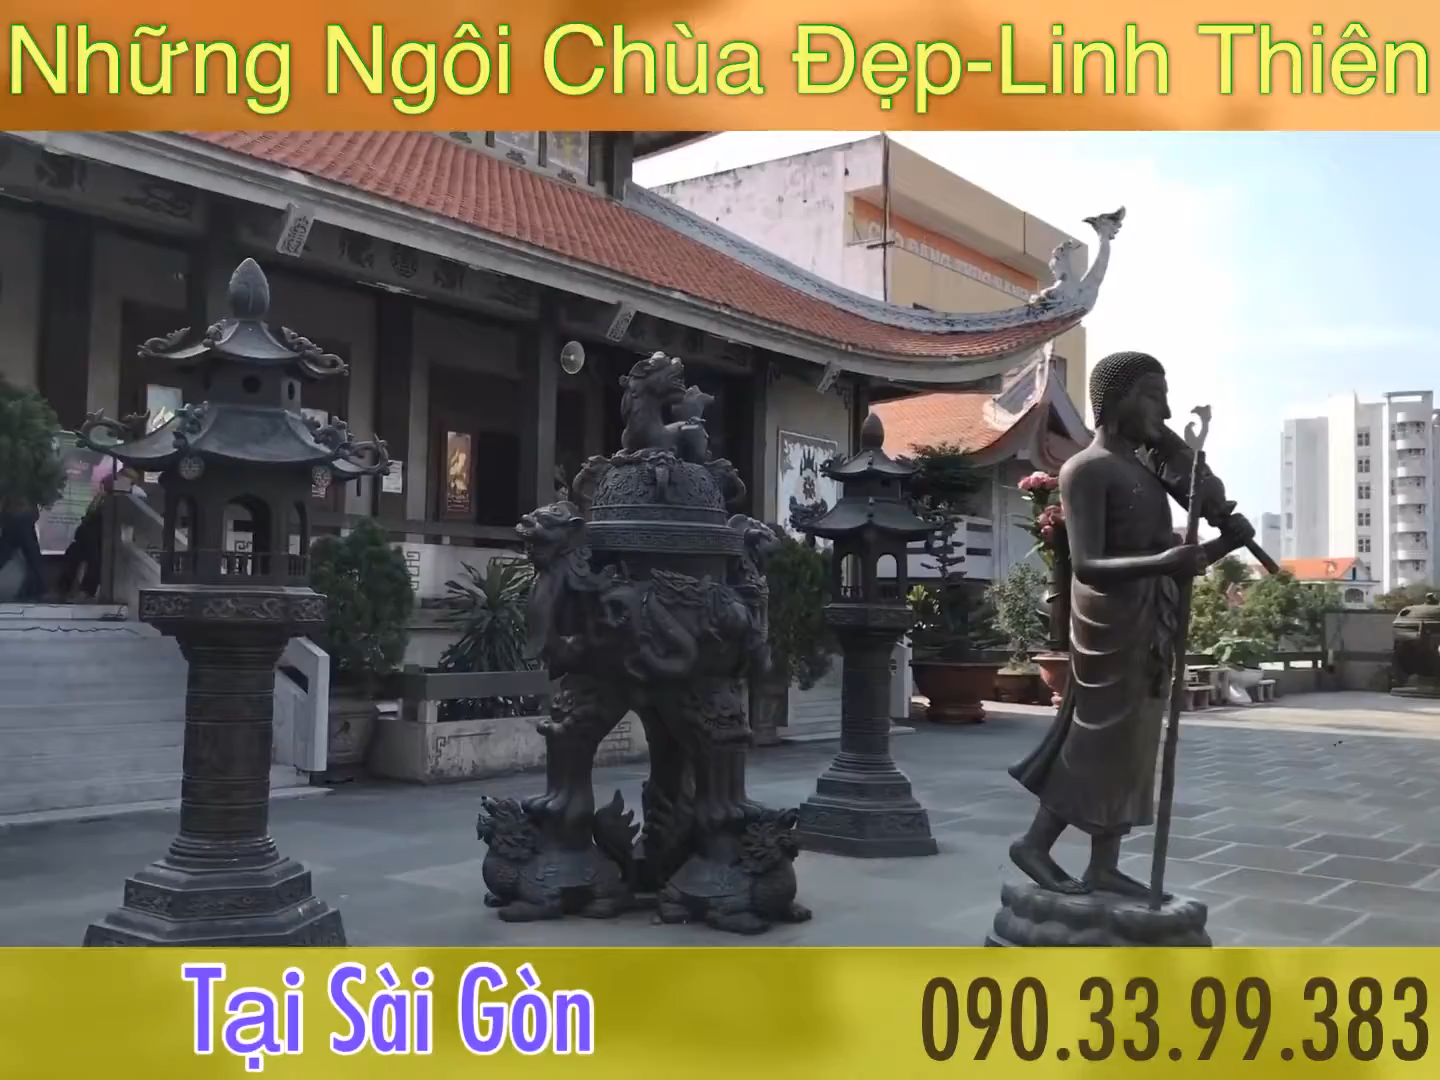 Những Ngôi Chùa Đẹp-Linh Thiên
Tại Sài Gòn
090.33.99.383